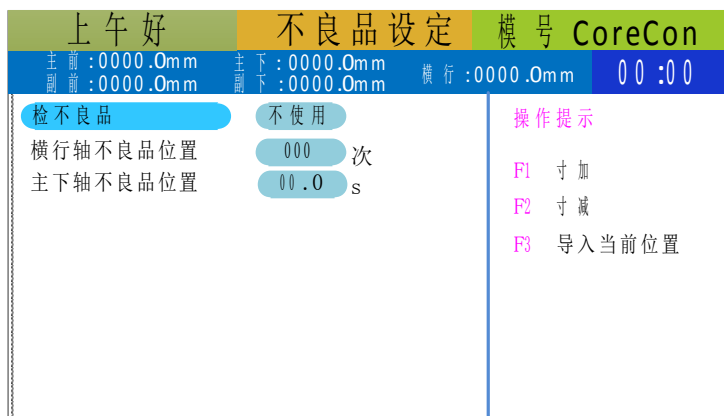 上午好 不良品设定 模号 CoreCon
主前:0000.0mm 主下:0000.0mm 横行:0000.0mm 00:00
副前:0000.0mm 副下:0000.0mm
检不良品 不使用
横行轴不良品位置 000 次
主下轴不良品位置 00.0 s
操作提示
F1 寸加
F2 寸减
F3 导入当前位置